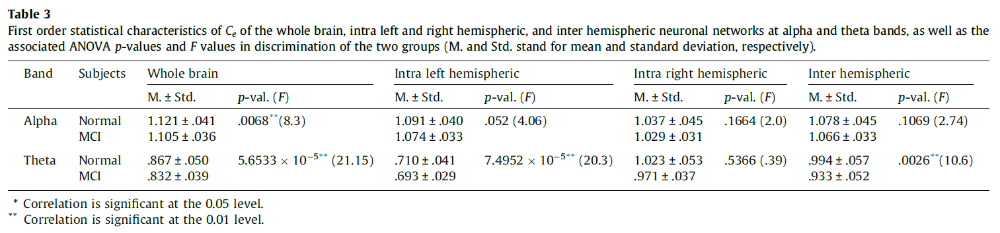 Table 3
First order statistical characteristics of Ce of the whole brain, intra left and right hemispheric, and inter hemispheric neuronal networks at alpha and theta bands, as well as the
associated ANOVA p-values and F values in discrimination of the two groups (M. and Std. stand for mean and standard deviation, respectively).
Band Subjects Whole brain Intra left hemispheric Intra right hemispheric Inter hemispheric
M. ± Std. p-val. (F) M. ± Std. p-val. (F) M. ± Std. p-val. (F) M. ± Std. p-val. (F)
Alpha Normal 1.121 ± .041 .0068**(8.3) 1.091 ± .040 .052 (4.06) 1.037 ± .045 .1664 (2.0) 1.078 ± .045 .1069 (2.74)
MCI 1.105 ± .036 1.074 ± .033 1.029 ± .031 1.066 ± .033
Theta Normal .867 ± .050 5.6533 × 10−5** (21.15) .710 ± .041 7.4952 × 10−5** (20.3) 1.023 ± .053 .5366 (.39) .994 ± .057 .0026**(10.6)
MCI .832 ± .039 .693 ± .029 .971 ± .037 .933 ± .052
* Correlation is significant at the 0.05 level.
** Correlation is significant at the 0.01 level.